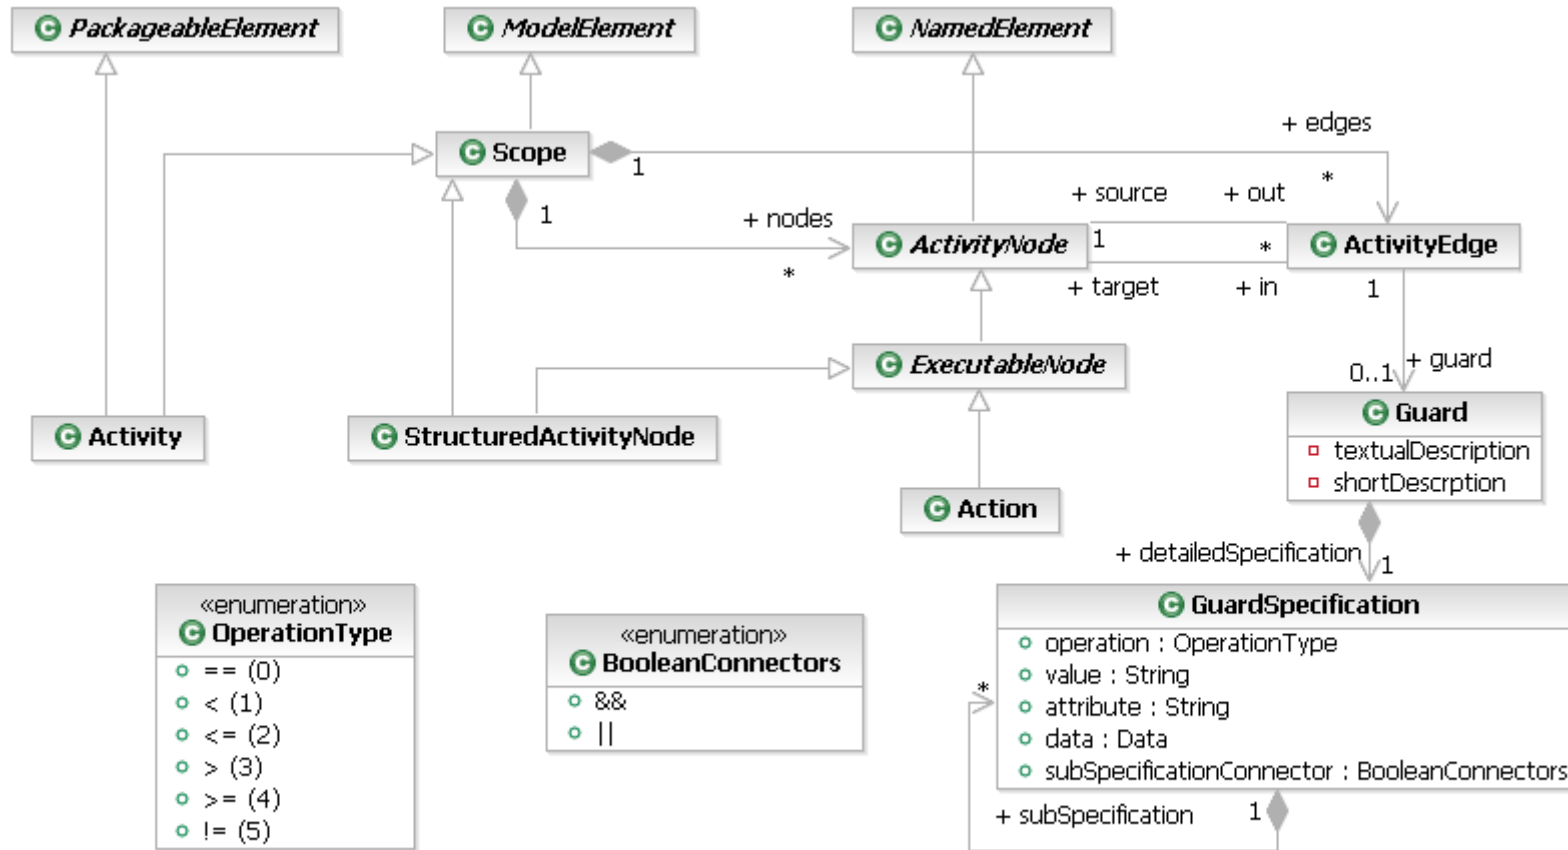 PackageableElement
ModelElement
NamedElement
+ edges
Scope
1
*
+ source
+ out
1
+ nodes
ActivityNode
1
*
ActivityEdge
*
+ target
+ in
1
ExecutableNode
+ guard
0..1
Activity
StructuredActivityNode
Guard
textualDescription
shortDescrption
Action
+ detailedSpecification
1
«enumeration»
OperationType
== (0)
< (1)
<= (2)
> (3)
>= (4)
!= (5)
«enumeration»
BooleanConnectors
&&
||
GuardSpecification
operation : OperationType
value : String
attribute : String
data : Data
subSpecificationConnector : BooleanConnectors
*
+ subSpecification
1